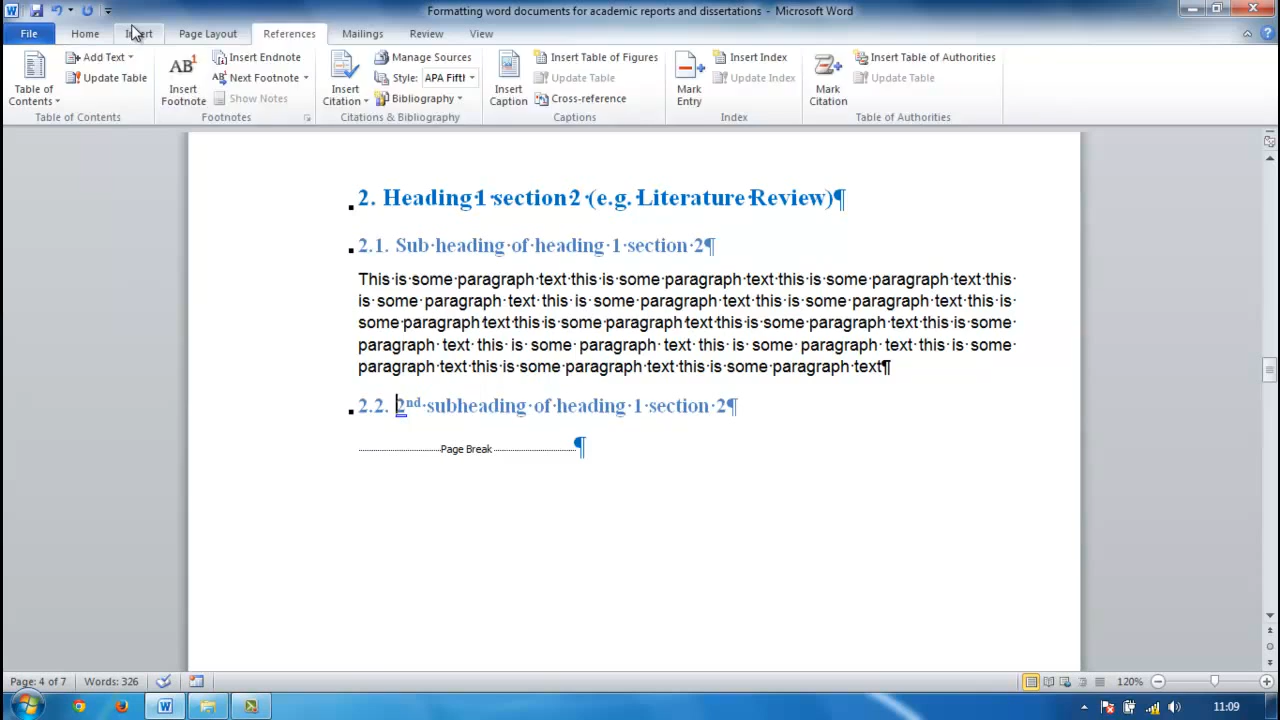 Formatting word documents for academic reports and dissertations - Microsoft Word
File Home Insert Page Layout References Mailings Review View
Table of Contents
Add Text
Update Table
Table of Contents
AB¹
Insert Footnote
Insert Endnote
AB¹ Next Footnote
Show Notes
Footnotes
Insert Citation
Manage Sources
Style: APA Fifth
Bibliography
Citations & Bibliography
Insert Caption
Insert Table of Figures
Update Table
Cross-reference
Captions
Mark Entry
Insert Index
Update Index
Index
Mark Citation
Insert Table of Authorities
Update Table
Table of Authorities
2. Heading·1·section·2·(e.g.·Literature·Review)¶
2.1. Sub·heading·of·heading·1·section·2¶
This·is·some·paragraph·text·this·is·some·paragraph·text·this·is·some·paragraph·text·this·
is·some·paragraph·text·this·is·some·paragraph·text·this·is·some·paragraph·text·this·is·
some·paragraph·text·this·is·some·paragraph·text·this·is·some·paragraph·text·this·is·some·
paragraph·text·this·is·some·paragraph·text·this·is·some·paragraph·text·this·is·some·
paragraph·text·this·is·some·paragraph·text·this·is·some·paragraph·text¶
2.2. 2nd·subheading·of·heading·1·section·2¶
Page Break ¶
Page: 4 of 7 Words: 326 120%
11:09